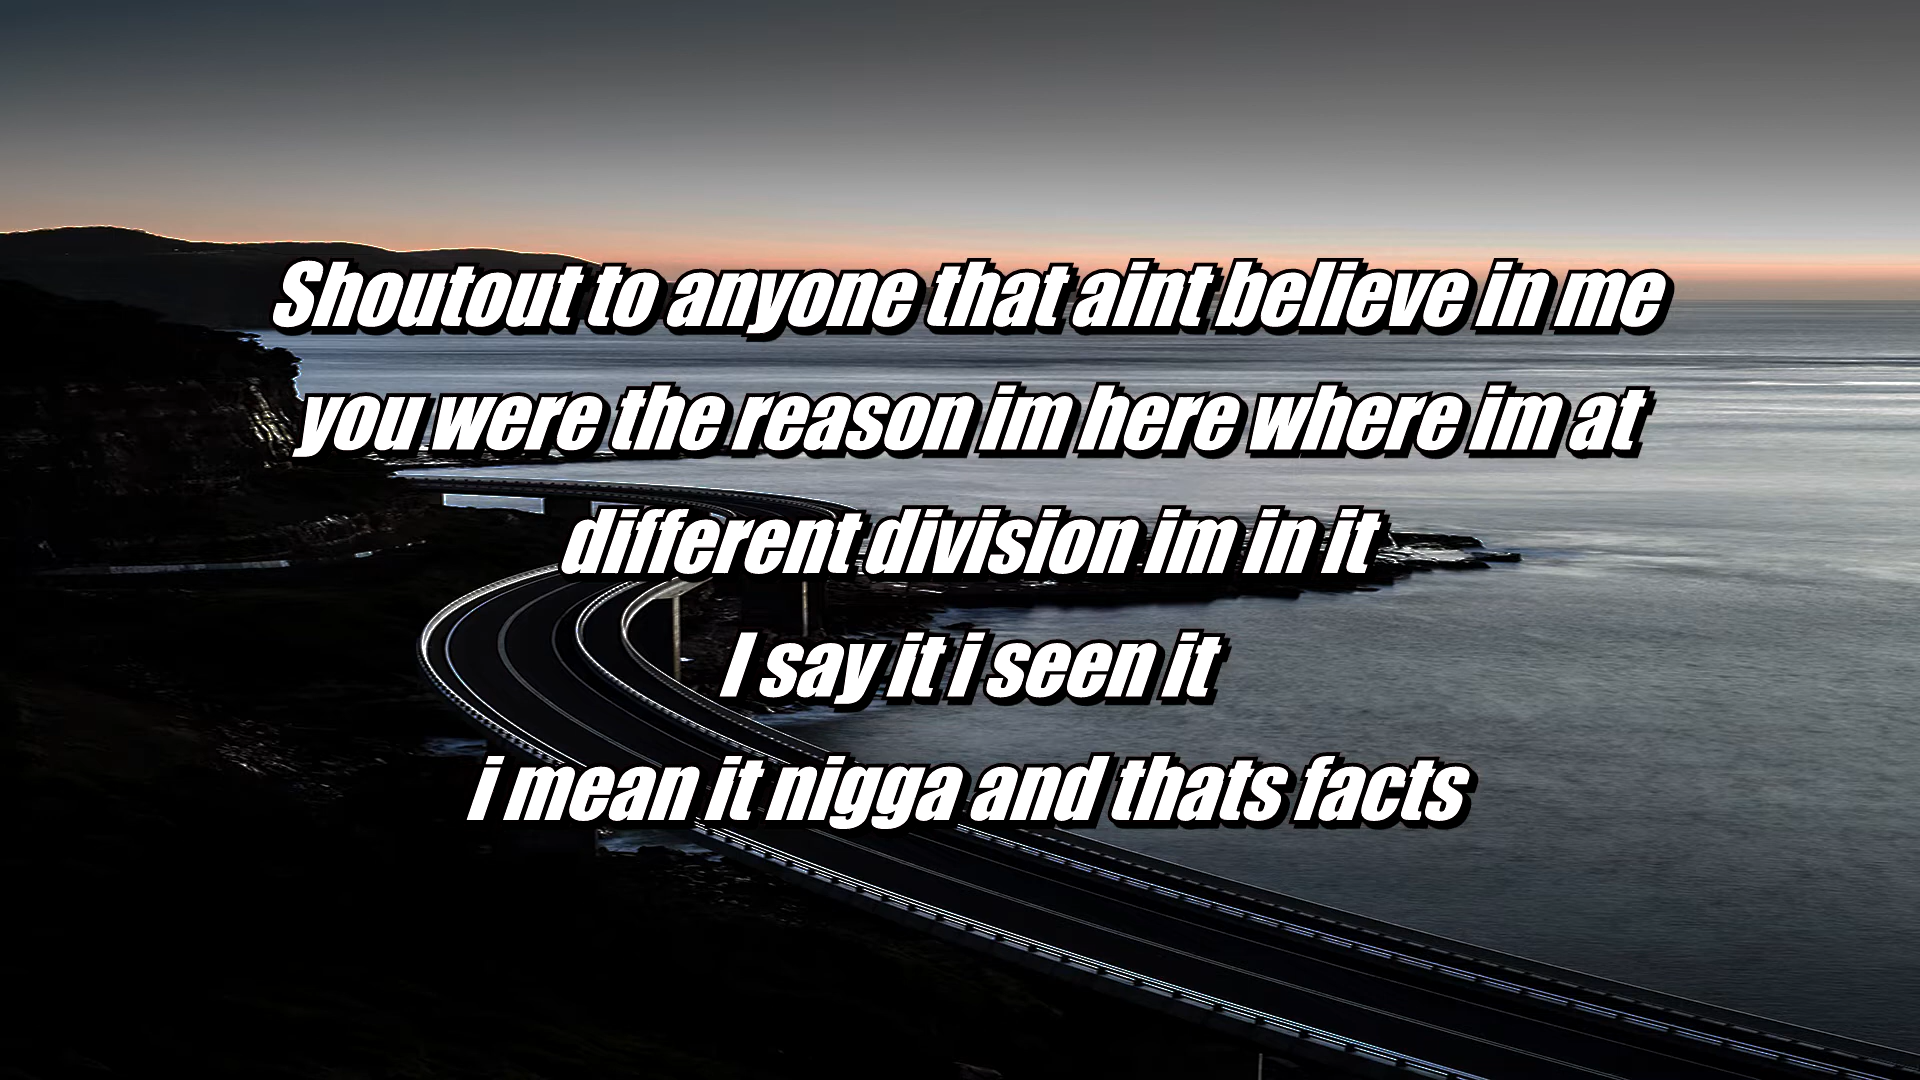 Shoutout to anyone that aint believe in me
you were the reason im here where im at
different division im in it
I say it i seen it
i mean it nigga and thats facts